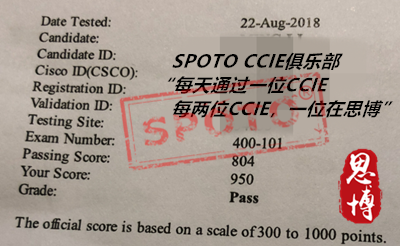 Date Tested: 22-Aug-2018
Candidate:
Candidate ID:
Cisco ID(CSCO):
Registration ID:
Validation ID:
Testing Site:
Exam Number: 400-101
Passing Score: 804
Your Score: 950
Grade: Pass
The official score is based on a scale of 300 to 1000 points.
SPOTO CCIE俱乐部
“每天通过一位CCIE
每两位CCIE，一位在思博”
SPOTO
思博